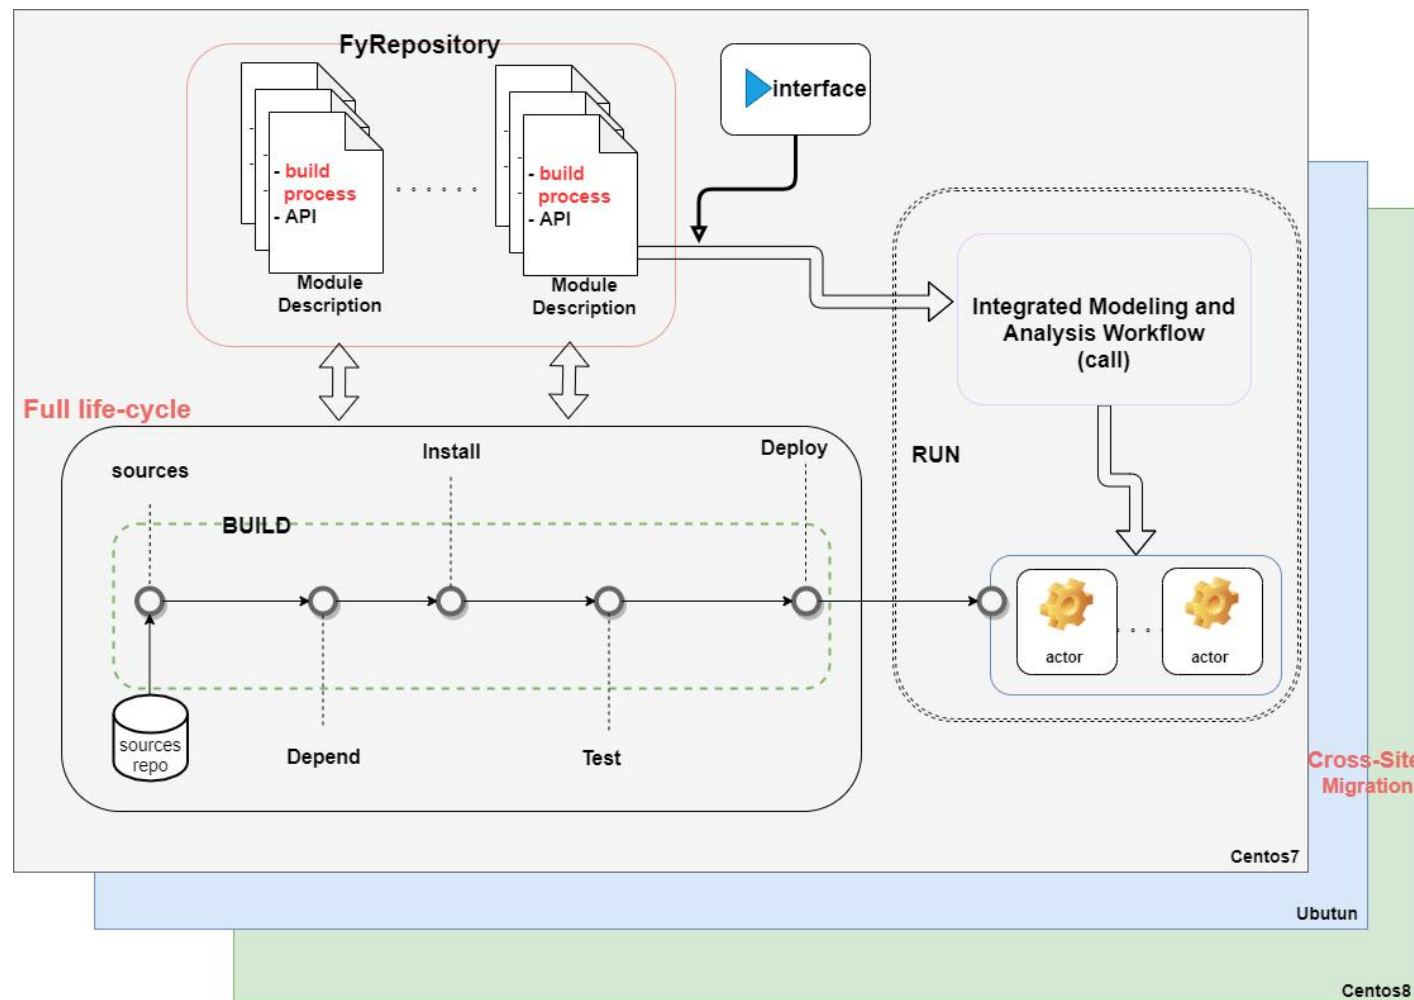 FyRepository
interface
- build
process
- API
Module
Description
- build
process
- API
Module
Description
Integrated Modeling and
Analysis Workflow
(call)
Full life-cycle
RUN
sources
Install
Deploy
BUILD
actor
actor
sources
repo
Depend
Test
Cross-Site
Migration
Centos7
Ubutun
Centos8